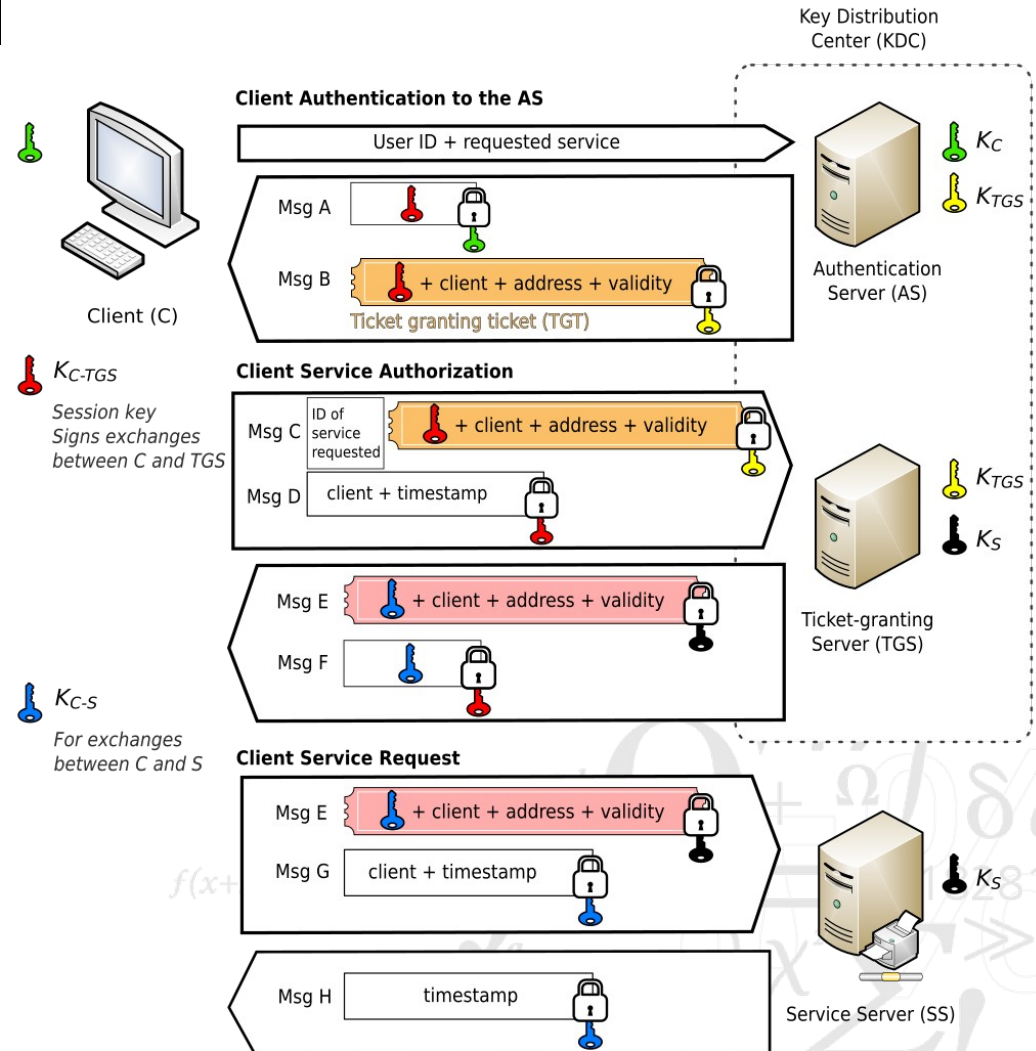 Key Distribution
Center (KDC)
Client Authentication to the AS
User ID + requested service
K_C
K_TGS
Msg A
Msg B
+ client + address + validity
Ticket granting ticket (TGT)
Authentication
Server (AS)
Client (C)
K_C-TGS
Session key
Signs exchanges
between C and TGS
Client Service Authorization
Msg C
ID of
service
requested
+ client + address + validity
Msg D
client + timestamp
K_TGS
K_S
Ticket-granting
Server (TGS)
Msg E
+ client + address + validity
Msg F
K_C-S
For exchanges
between C and S
Client Service Request
Msg E
+ client + address + validity
Msg G
client + timestamp
K_S
Msg H
timestamp
Service Server (SS)